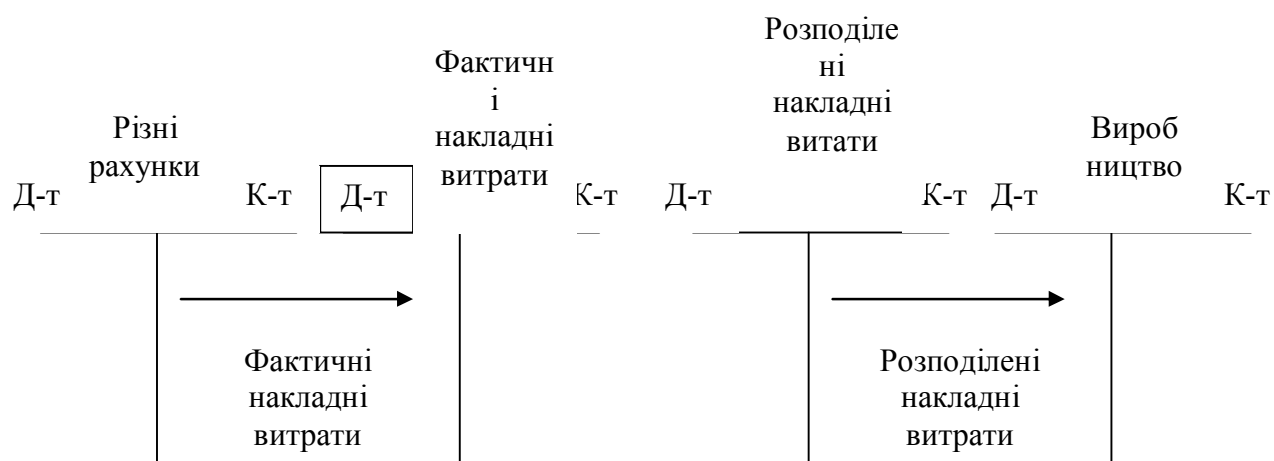 Різні
рахунки
Д-т
К-т
Фактичн
і
накладні
витрати
Д-т
К-т
Розподіле
ні
накладні
витати
Д-т
К-т
Вироб
ництво
Д-т
К-т
Фактичні
накладні
витрати
Розподілені
накладні
витрати